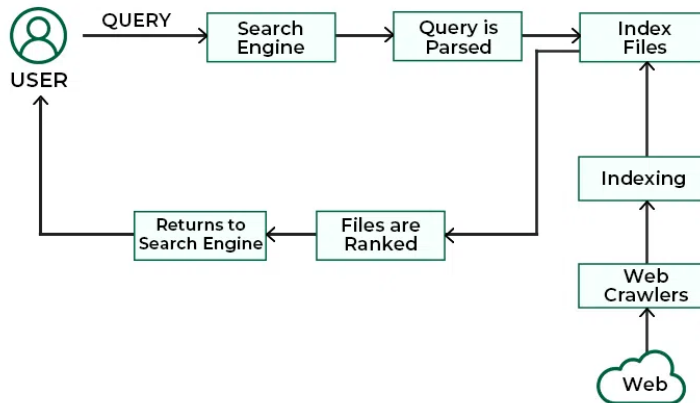 QUERY
USER
Search
Engine
Query is
Parsed
Index
Files
Indexing
Web
Crawlers
Web
Files are
Ranked
Returns to
Search Engine